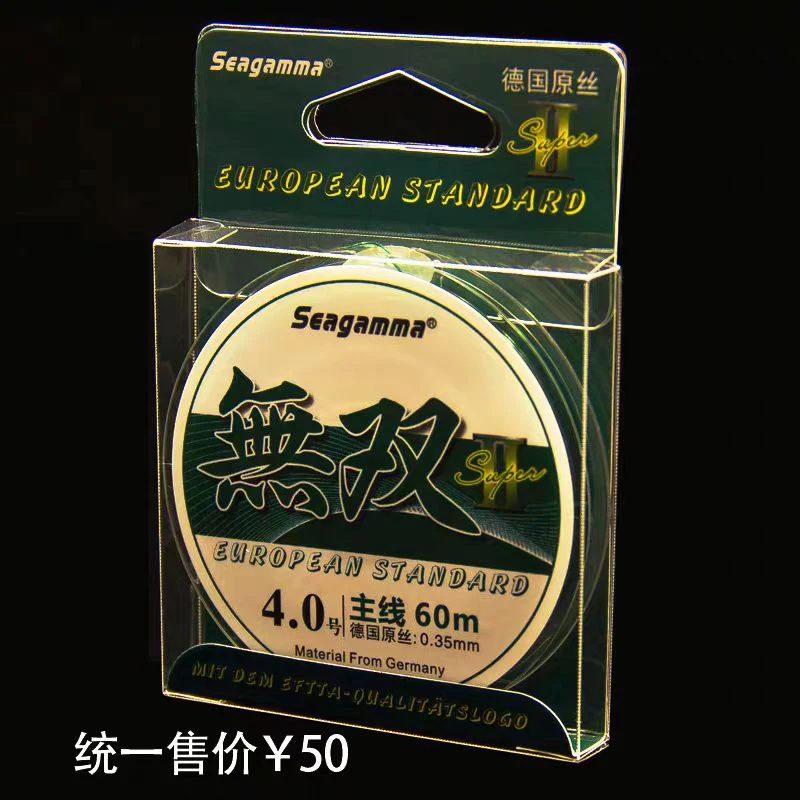 Seagamma®
德国原丝
II Super
EUROPEAN STANDARD
Seagamma®
無双
II Super
EUROPEAN STANDARD
4.0号
主线 60m
德国原丝:0.35mm
Material From Germany
MIT DEM EFTTA-QUALITÄTSLOGO
统一售价￥50